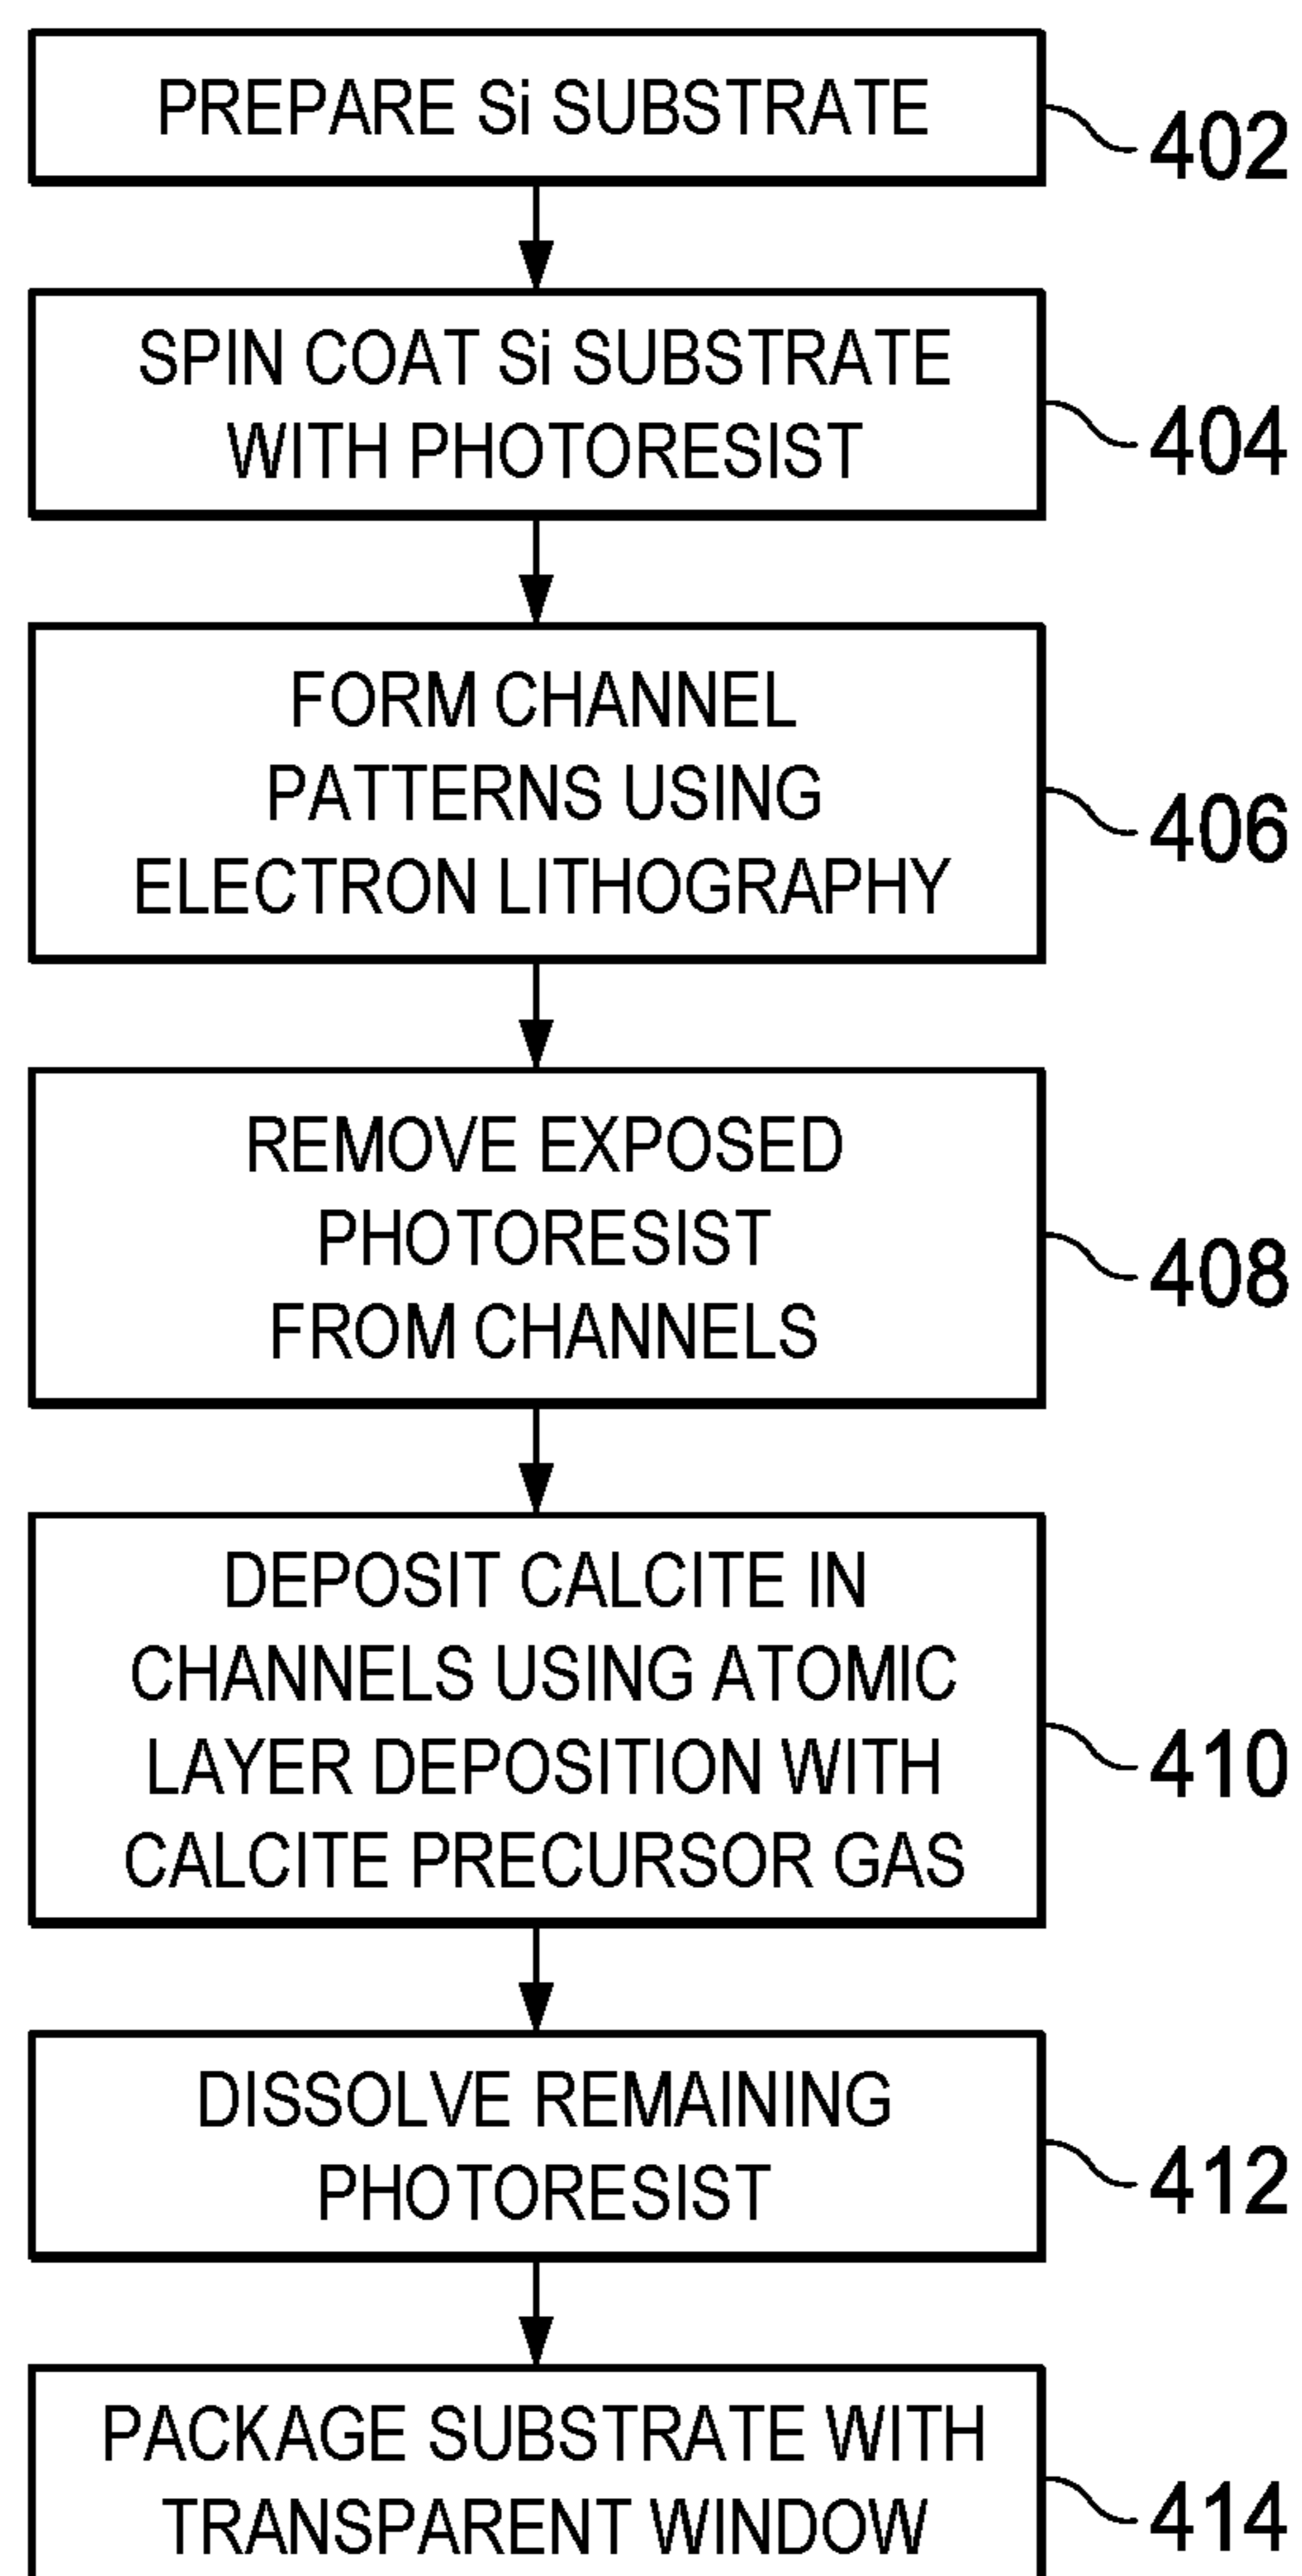 PREPARE Si SUBSTRATE
402
SPIN COAT Si SUBSTRATE
WITH PHOTORESIST
404
FORM CHANNEL
PATTERNS USING
ELECTRON LITHOGRAPHY
406
REMOVE EXPOSED
PHOTORESIST
FROM CHANNELS
408
DEPOSIT CALCITE IN
CHANNELS USING ATOMIC
LAYER DEPOSITION WITH
CALCITE PRECURSOR GAS
410
DISSOLVE REMAINING
PHOTORESIST
412
PACKAGE SUBSTRATE WITH
TRANSPARENT WINDOW
414